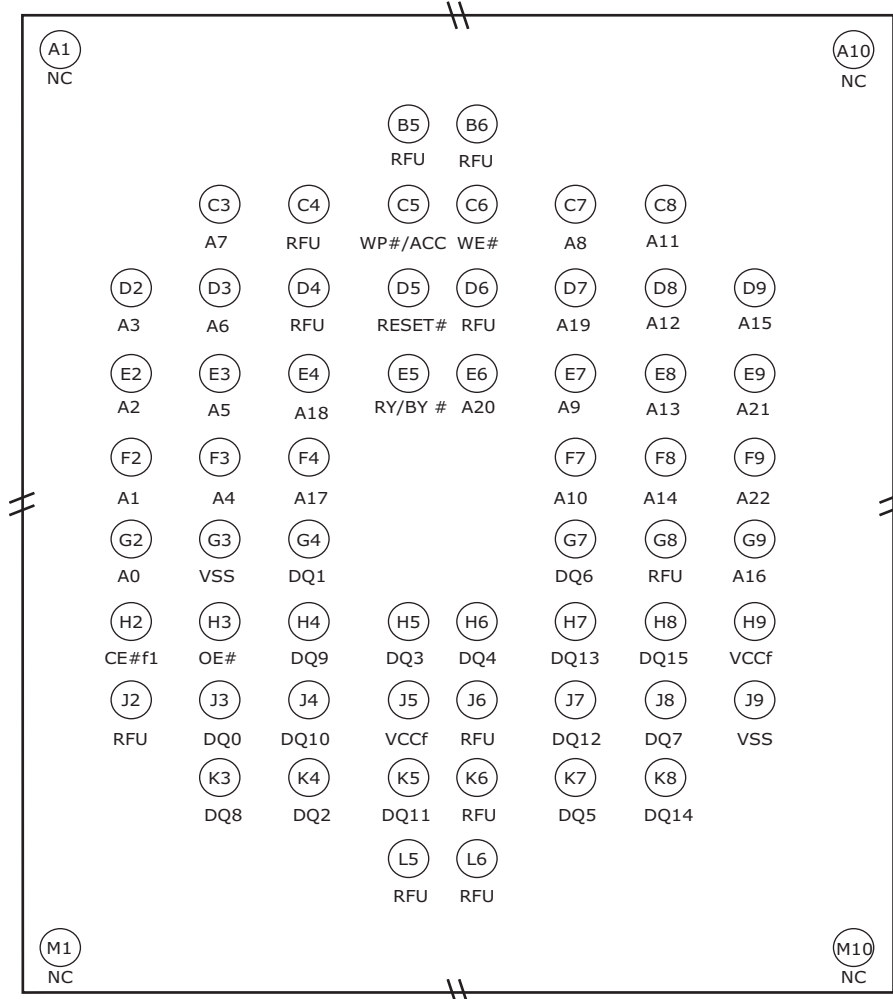 A1 A10
NC NC
B5 B6
RFU RFU
C3 C4 C5 C6 C7 C8
A7 RFU WP#/ACC WE# A8 A11
D2 D3 D4 D5 D6 D7 D8 D9
A3 A6 RFU RESET# RFU A19 A12 A15
E2 E3 E4 E5 E6 E7 E8 E9
A2 A5 A18 RY/BY # A20 A9 A13 A21
F2 F3 F4 F7 F8 F9
A1 A4 A17 A10 A14 A22
G2 G3 G4 G7 G8 G9
A0 VSS DQ1 DQ6 RFU A16
H2 H3 H4 H5 H6 H7 H8 H9
CE#f1 OE# DQ9 DQ3 DQ4 DQ13 DQ15 VCCf
J2 J3 J4 J5 J6 J7 J8 J9
RFU DQ0 DQ10 VCCf RFU DQ12 DQ7 VSS
K3 K4 K5 K6 K7 K8
DQ8 DQ2 DQ11 RFU DQ5 DQ14
L5 L6
RFU RFU
M1 M10
NC NC